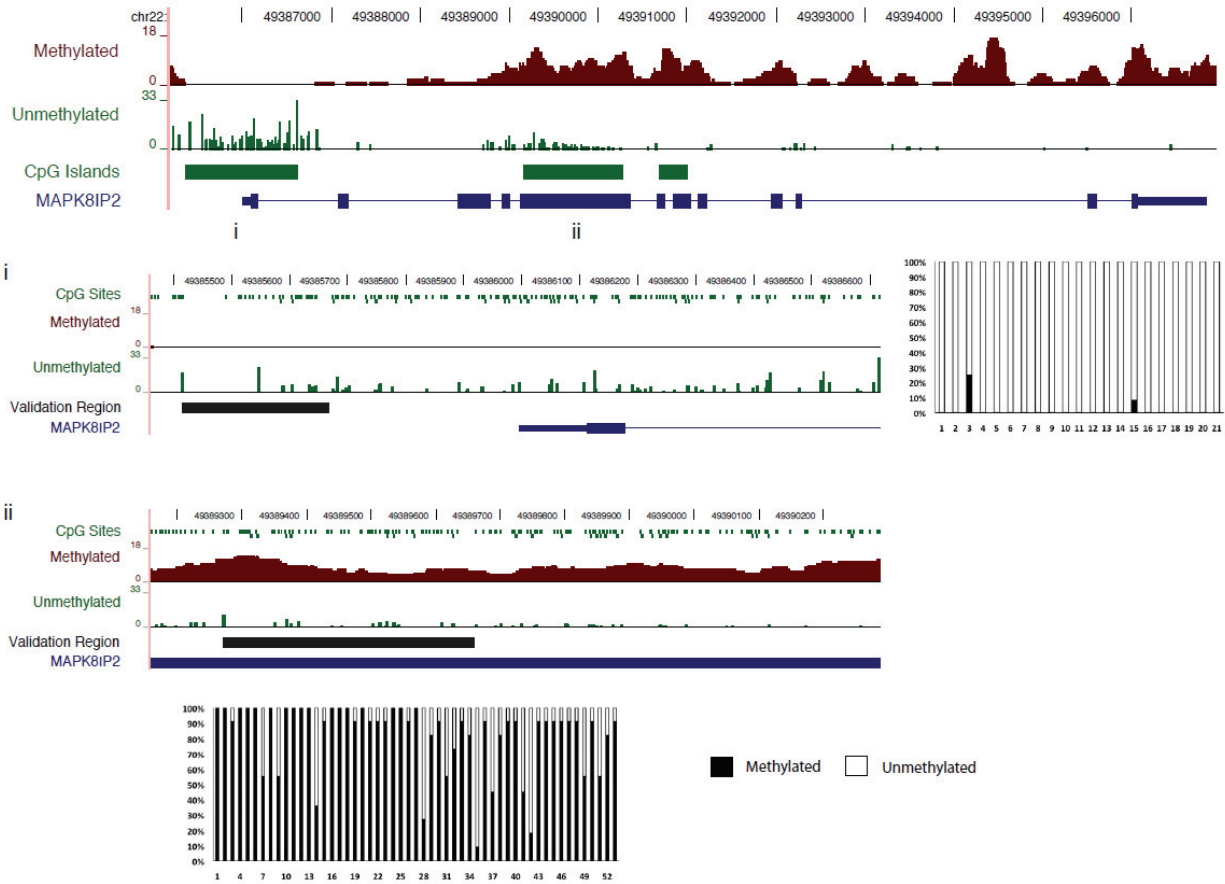 chr22: 49387000 49388000 49389000 49390000 49391000 49392000 49393000 49394000 49395000 49396000
18
Methylated
0
33
Unmethylated
0
CpG Islands
MAPK8IP2
i ii
i
49385500 49385600 49385700 49385800 49385900 49386000 49386100 49386200 49386300 49386400 49386500 49386600
CpG Sites
18
Methylated
0
33
Unmethylated
0
Validation Region
MAPK8IP2
100%
90%
80%
70%
60%
50%
40%
30%
20%
10%
0%
1 2 3 4 5 6 7 8 9 10 11 12 13 14 15 16 17 18 19 20 21
ii
49389300 49389400 49389500 49389600 49389700 49389800 49389900 49390000 49390100 49390200
CpG Sites
18
Methylated
0
33
Unmethylated
0
Validation Region
MAPK8IP2
100%
90%
80%
70%
60%
50%
40%
30%
20%
10%
0%
1 4 7 10 13 16 19 22 25 28 31 34 37 40 43 46 49 52
Methylated Unmethylated